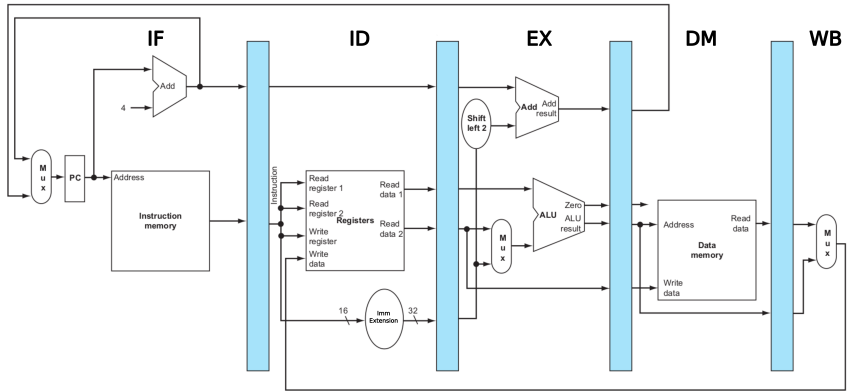 IF
ID
EX
DM
WB
Add
4
M
u
x
PC
Address
Instruction
memory
Instruction
Read
register 1
Read
register 2
Registers
Write
register
Write
data
Read
data 1
Read
data 2
16
Imm
Extension
32
Shift
left 2
Add
Add
result
M
u
x
ALU
Zero
ALU
result
Address
Write
data
Data
memory
Read
data
M
u
x